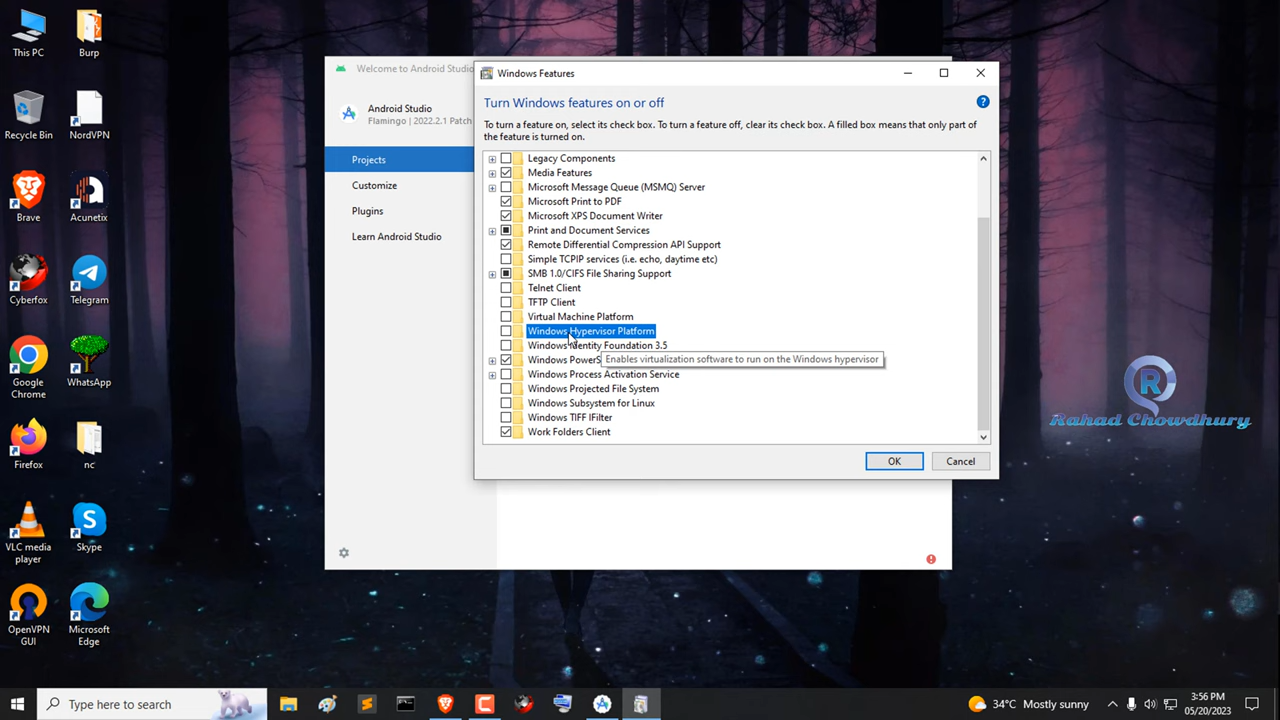 This PC
Burp
Recycle Bin
NordVPN
Brave
Acunetix
Cyberfox
Telegram
Google
Chrome
WhatsApp
Firefox
nc
VLC media
player
Skype
OpenVPN
GUI
Microsoft
Edge
Welcome to Android Studio
Android Studio
Flamingo | 2022.2.1 Patch
Projects
Customize
Plugins
Learn Android Studio
Windows Features
Turn Windows features on or off
To turn a feature on, select its check box. To turn a feature off, clear its check box. A filled box means that only part of
the feature is turned on.
Legacy Components
Media Features
Microsoft Message Queue (MSMQ) Server
Microsoft Print to PDF
Microsoft XPS Document Writer
Print and Document Services
Remote Differential Compression API Support
Simple TCPIP services (i.e. echo, daytime etc)
SMB 1.0/CIFS File Sharing Support
Telnet Client
TFTP Client
Virtual Machine Platform
Windows Hypervisor Platform
Windows Identity Foundation 3.5
Windows PowerS
Enables virtualization software to run on the Windows hypervisor
Windows Process Activation Service
Windows Projected File System
Windows Subsystem for Linux
Windows TIFF IFilter
Work Folders Client
OK
Cancel
R
Rahad Chowdhury
Type here to search
34°C Mostly sunny
3:56 PM
05/20/2023